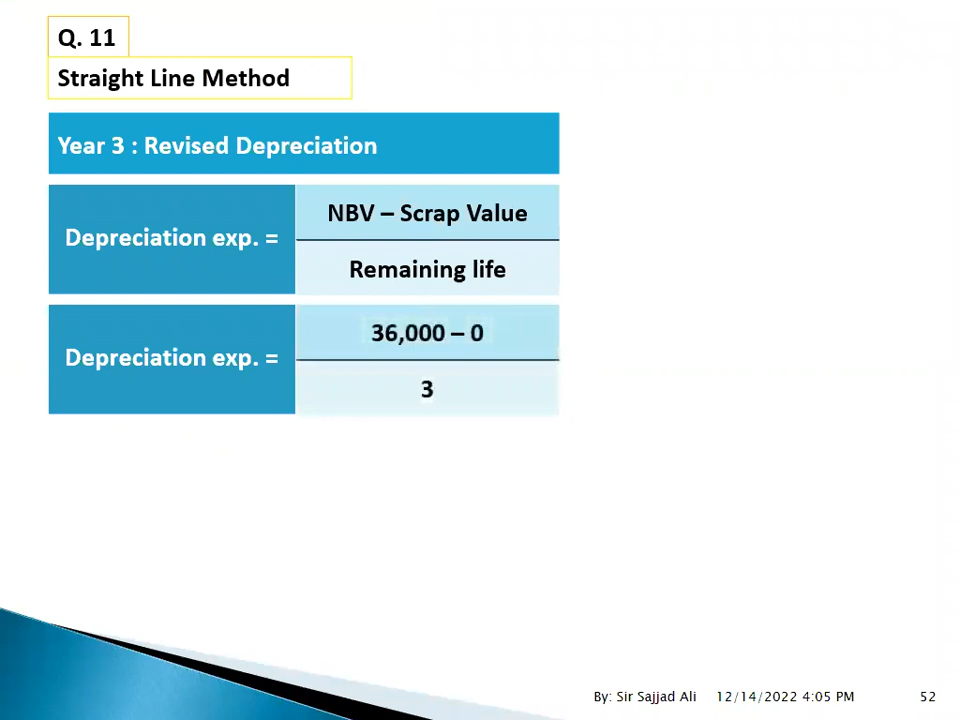 Q. 11
Straight Line Method
Year 3 : Revised Depreciation
Depreciation exp. =
NBV – Scrap Value
Remaining life
Depreciation exp. =
36,000 – 0
3
By: Sir Sajjad Ali 12/14/2022 4:05 PM 52